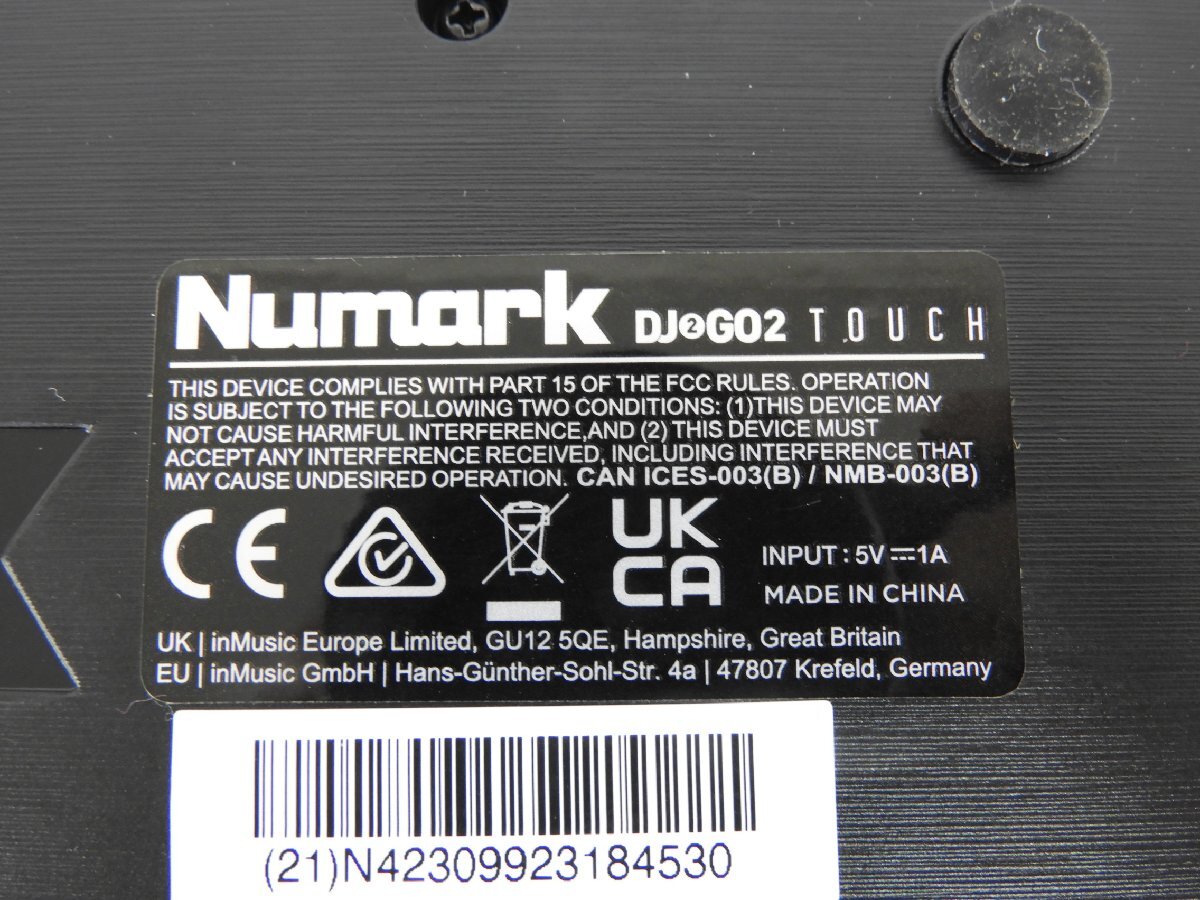 Numark DJ2GO2 TOUCH
THIS DEVICE COMPLIES WITH PART 15 OF THE FCC RULES. OPERATION
IS SUBJECT TO THE FOLLOWING TWO CONDITIONS: (1)THIS DEVICE MAY
NOT CAUSE HARMFUL INTERFERENCE,AND (2) THIS DEVICE MUST
ACCEPT ANY INTERFERENCE RECEIVED, INCLUDING INTERFERENCE THAT
MAY CAUSE UNDESIRED OPERATION. CAN ICES-003(B) / NMB-003(B)
CE
UK
CA
INPUT : 5V⎓1A
MADE IN CHINA
UK | inMusic Europe Limited, GU12 5QE, Hampshire, Great Britain
EU | inMusic GmbH | Hans-Günther-Sohl-Str. 4a | 47807 Krefeld, Germany
(21)N42309923184530